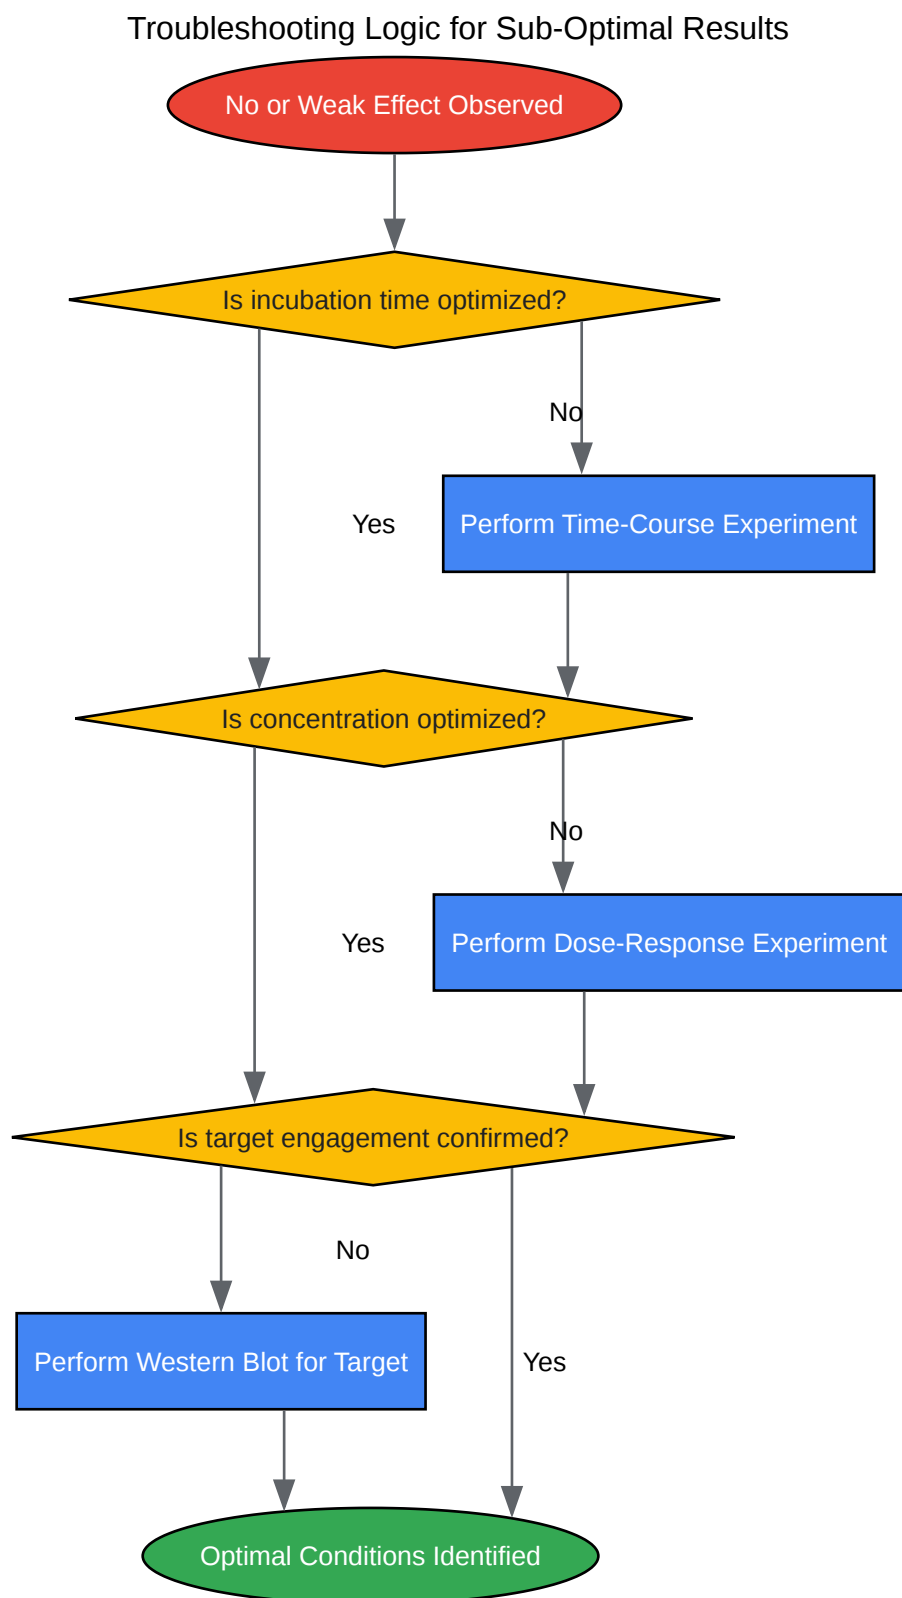 Troubleshooting Logic for Sub-Optimal Results
No or Weak Effect Observed
Is incubation time optimized?
No
Yes
Perform Time-Course Experiment
Is concentration optimized?
No
Yes
Perform Dose-Response Experiment
Is target engagement confirmed?
No
Perform Western Blot for Target
Yes
Optimal Conditions Identified